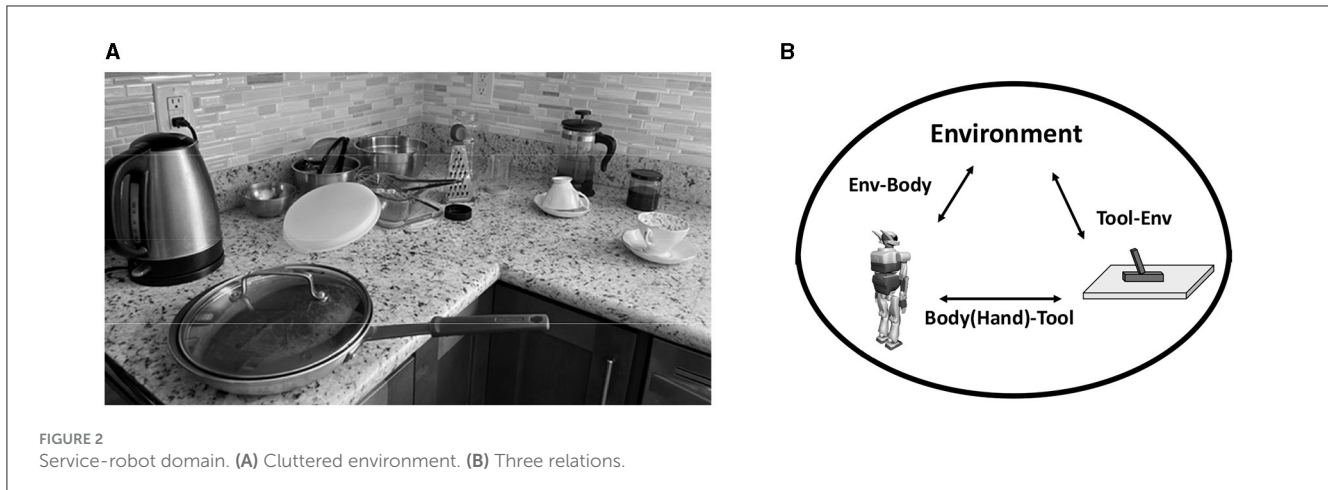 A
B
Environment
Env-Body
Tool-Env
Body(Hand)-Tool
FIGURE 2
Service-robot domain. (A) Cluttered environment. (B) Three relations.